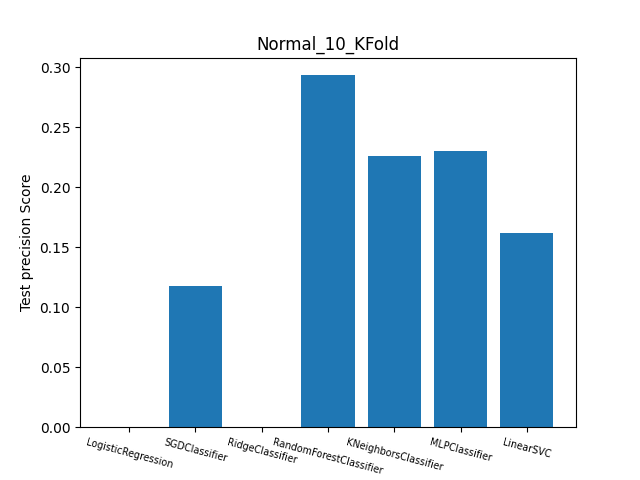 Normal_10_KFold
Test precision Score
0.30
0.25
0.20
0.15
0.10
0.05
0.00
LogisticRegression
SGDClassifier
RidgeClassifier
RandomForestClassifier
KNeighborsClassifier
MLPClassifier
LinearSVC